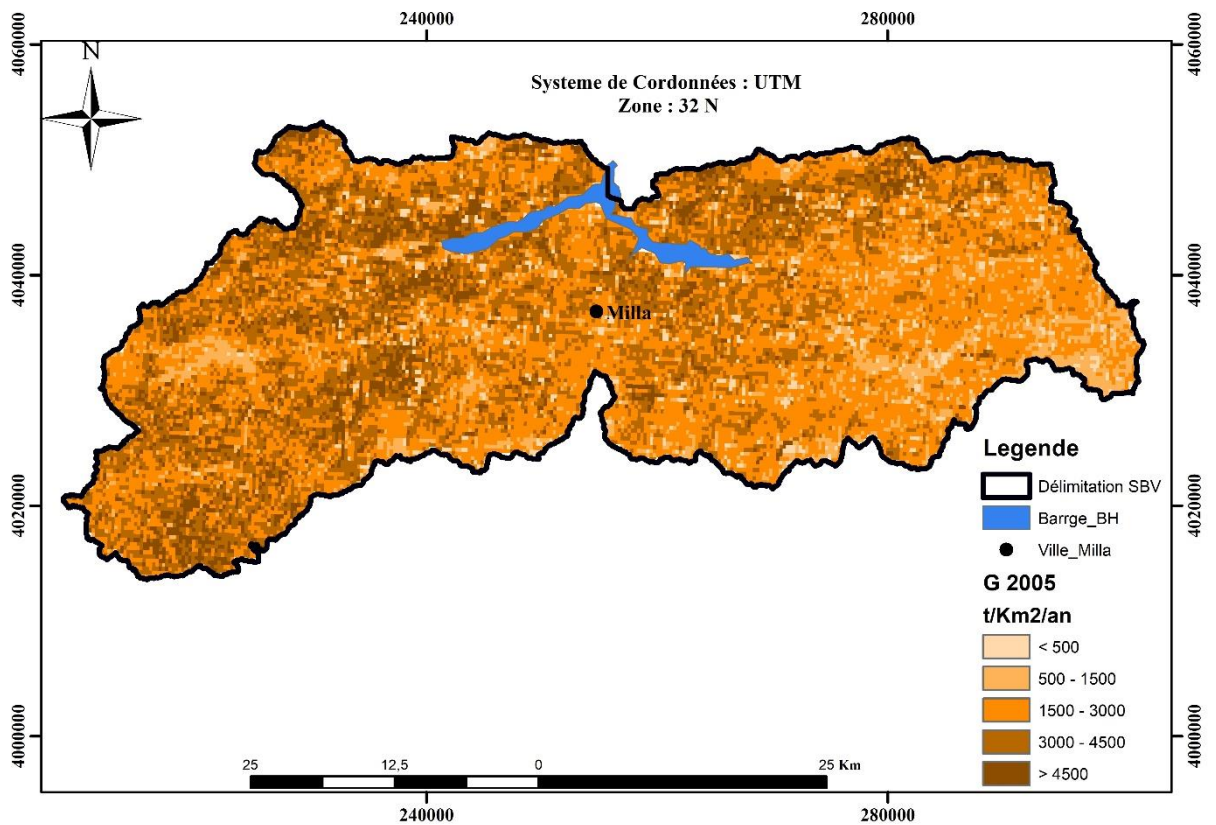 240000 280000
4060000 4060000
N
Systeme de Cordonnées : UTM
Zone : 32 N
4040000 4040000
Milla
4020000 4020000
Legende
Délimitation SBV
Barrge_BH
Ville_Milla
G 2005
t/Km2/an
< 500
500 - 1500
1500 - 3000
3000 - 4500
> 4500
4000000 4000000
25 12,5 0 25 Km
240000 280000